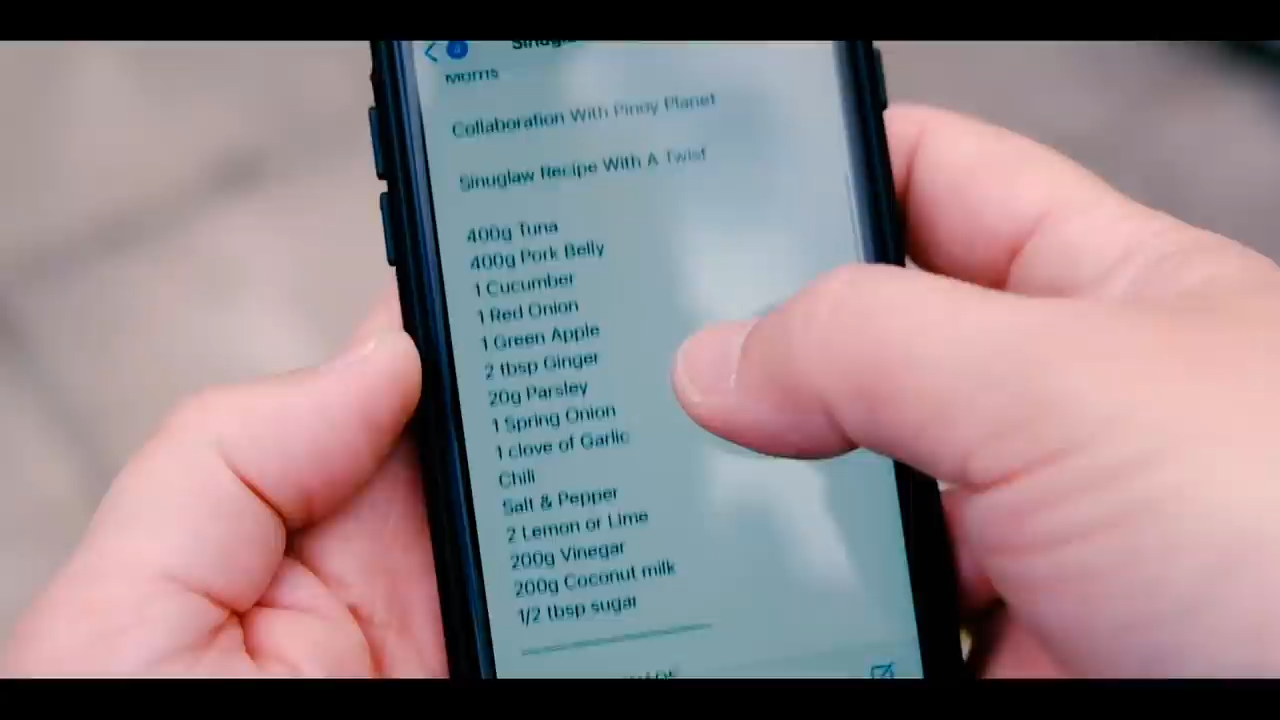 Collaboration With Pinoy Planet
Sinuglaw Recipe With A Twist
400g Tuna
400g Pork Belly
1 Cucumber
1 Red Onion
1 Green Apple
2 tbsp Ginger
20g Parsley
1 Spring Onion
1 clove of Garlic
Chili
Salt & Pepper
2 Lemon or Lime
200g Vinegar
200g Coconut milk
1/2 tbsp sugar